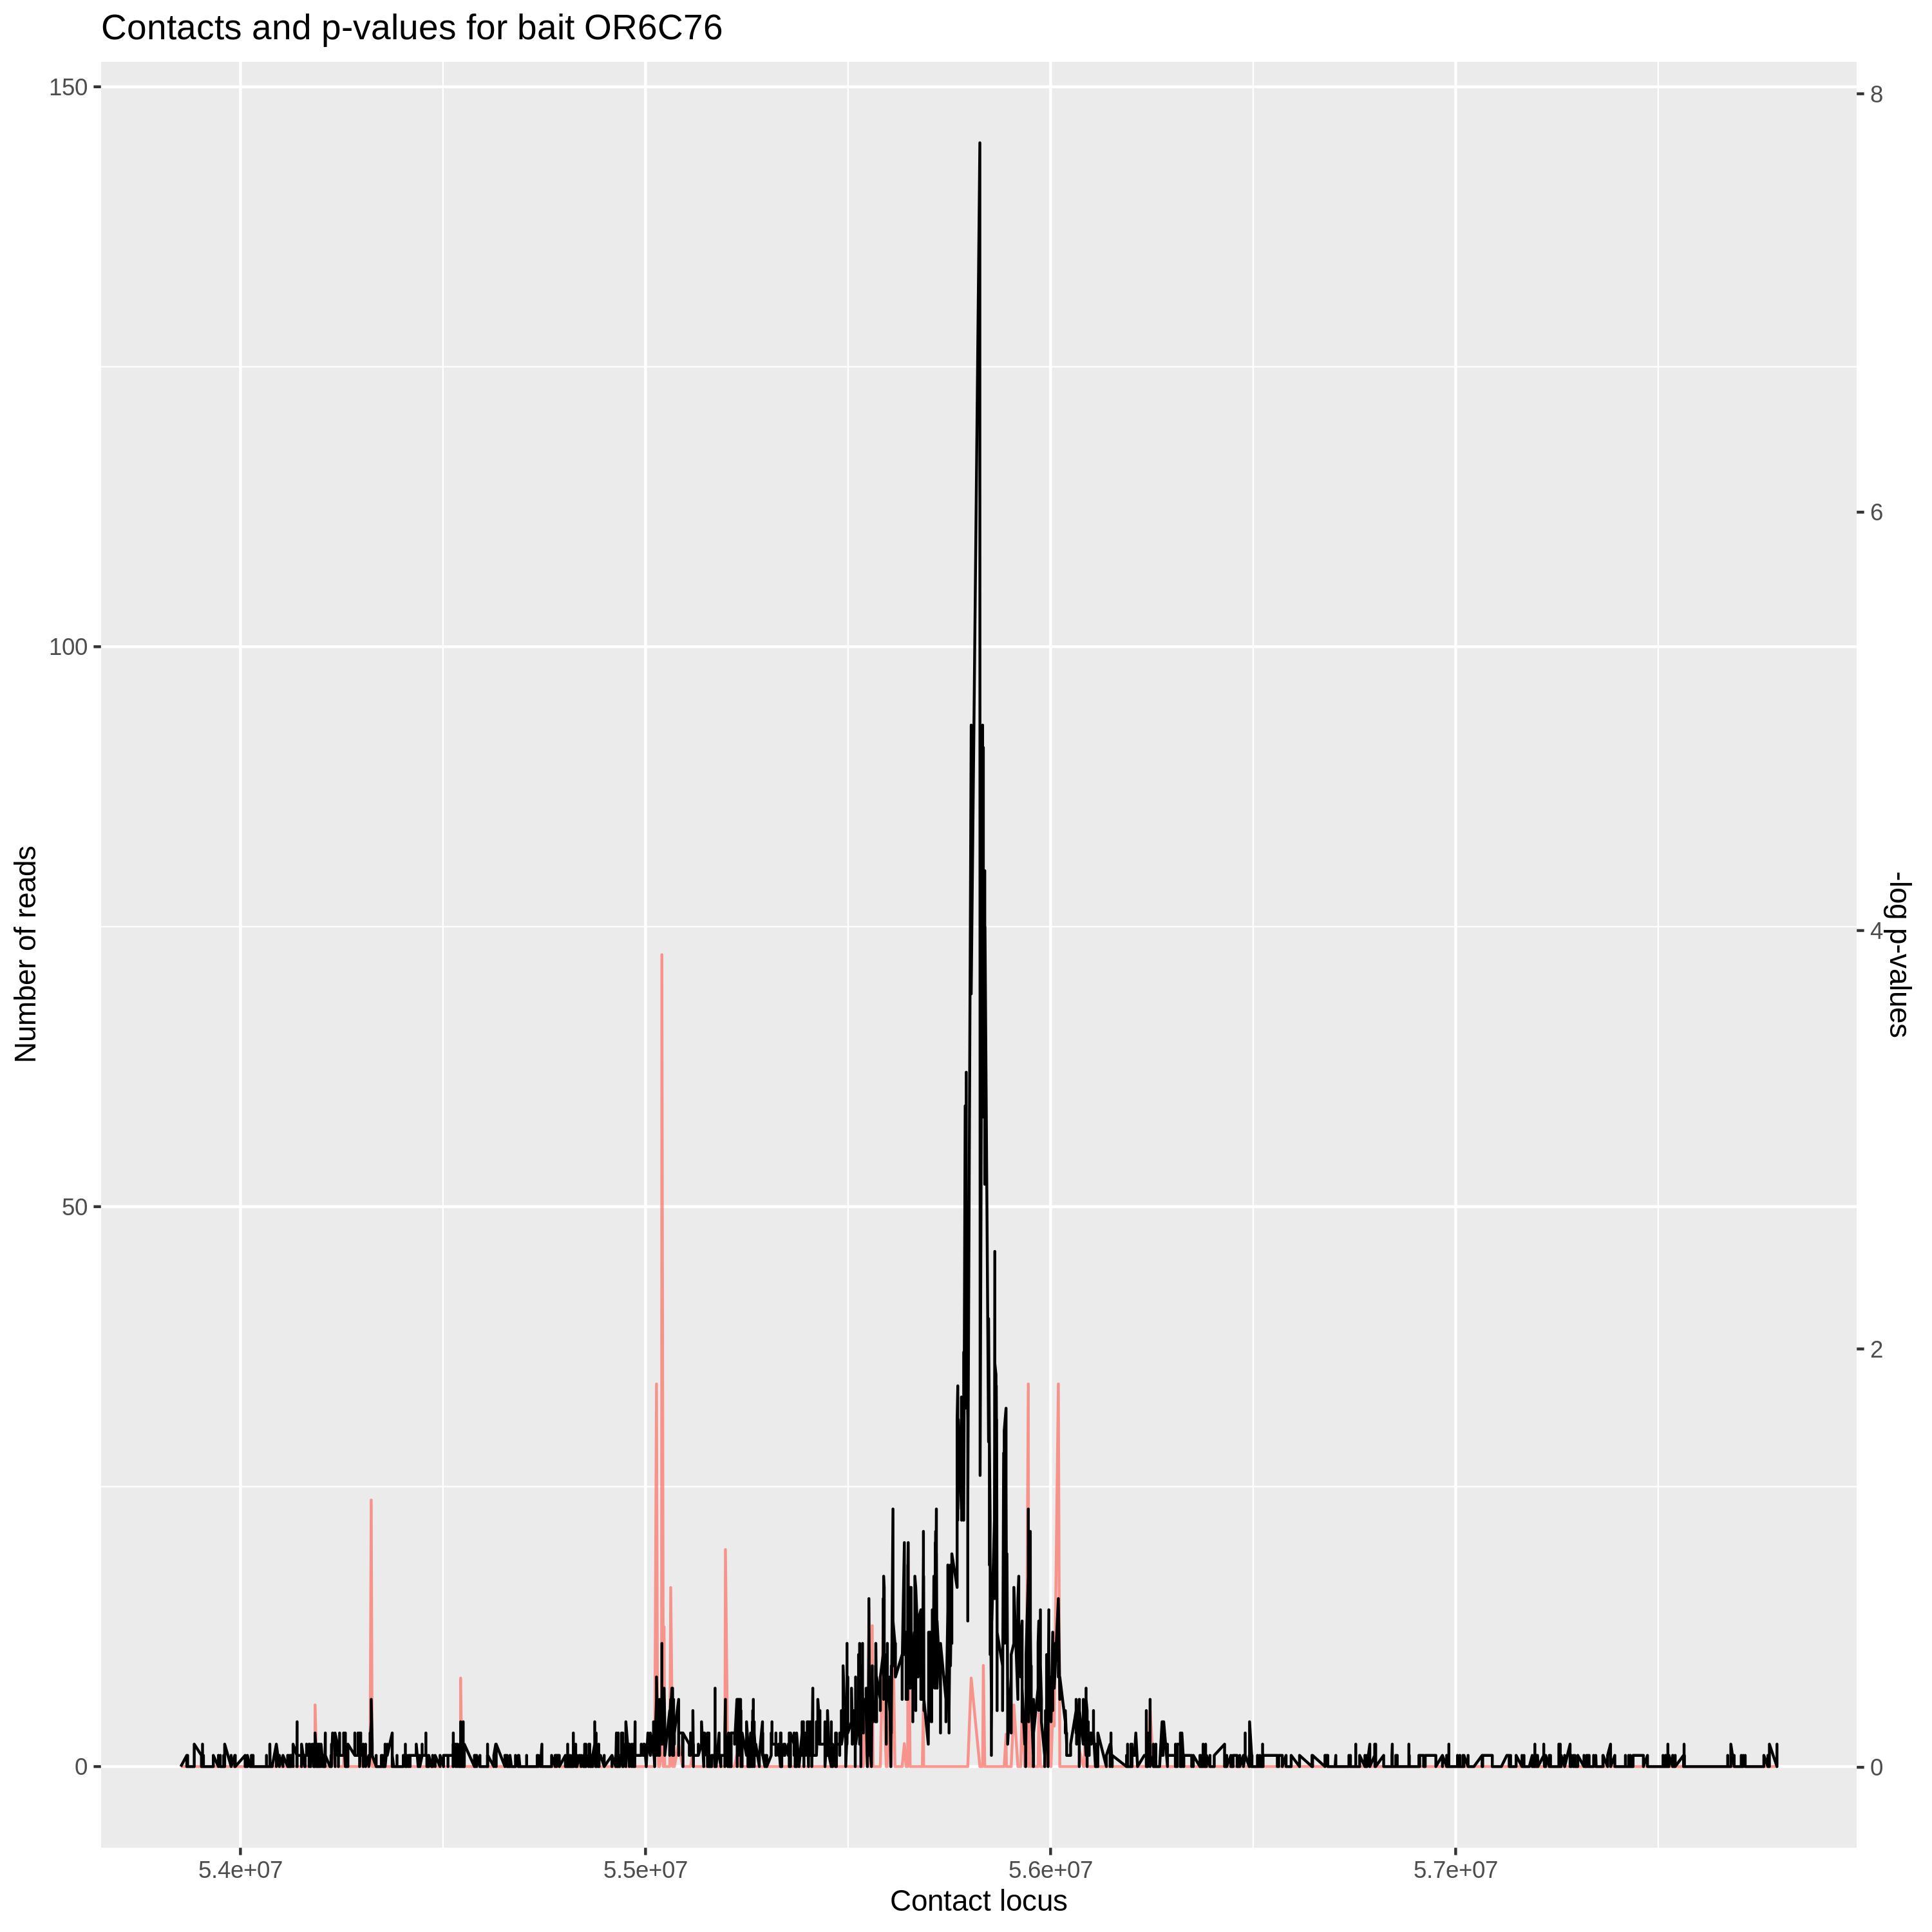 Contacts and p-values for bait OR6C76
150
100
50
0
Number of reads
8
6
4
2
0
-log p-values
5.4e+07
5.5e+07
5.6e+07
5.7e+07
Contact locus